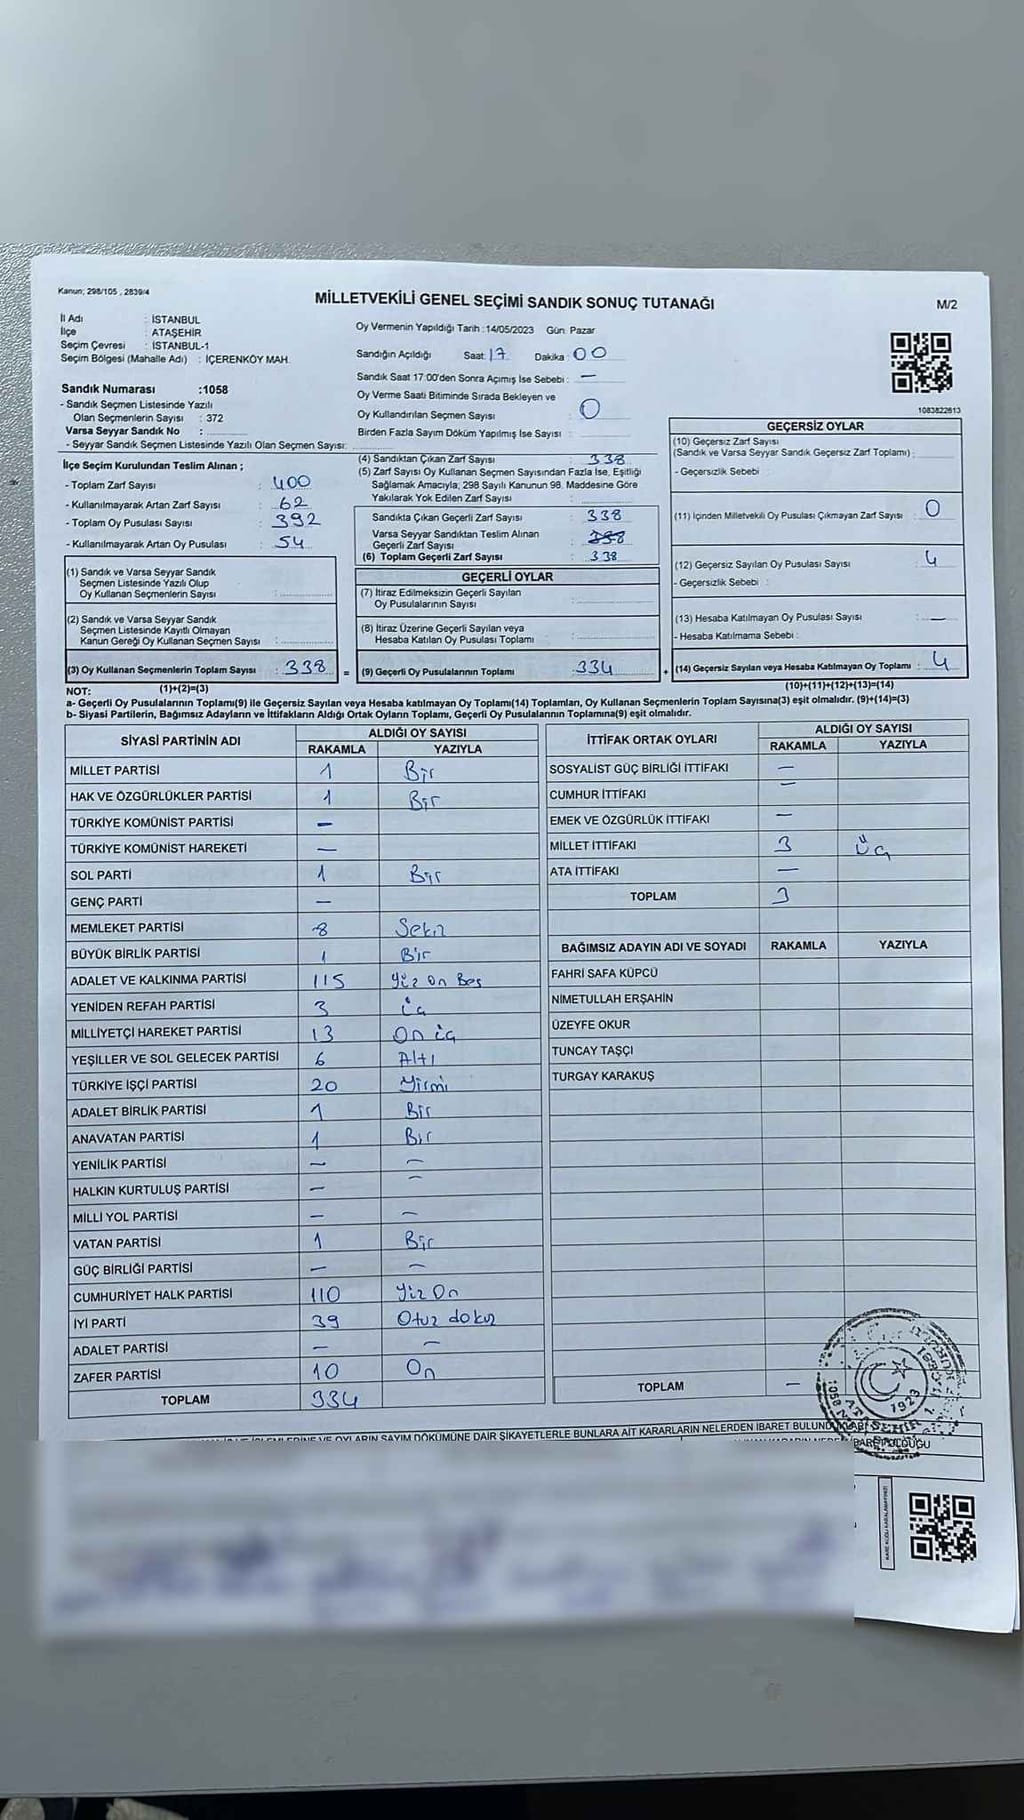 Kanun; 298/105 , 2839/4
MİLLETVEKİLİ GENEL SEÇİMİ SANDIK SONUÇ TUTANAĞI
M/2
İl Adı : İSTANBUL
İlçe : ATAŞEHİR
Seçim Çevresi : İSTANBUL-1
Seçim Bölgesi (Mahalle Adı) : İÇERENKÖY MAH.
Sandık Numarası :1058
- Sandık Seçmen Listesinde Yazılı
Olan Seçmenlerin Sayısı : 372
Varsa Seyyar Sandık No :
- Seyyar Sandık Seçmen Listesinde Yazılı Olan Seçmen Sayısı:
Oy Vermenin Yapıldığı Tarih :14/05/2023 Gün: Pazar
Sandığın Açıldığı Saat: 17 Dakika : 00
Sandık Saat 17:00'den Sonra Açımış İse Sebebi : —
Oy Verme Saati Bitiminde Sırada Bekleyen ve
Oy Kullandırılan Seçmen Sayısı : 0
Birden Fazla Sayım Döküm Yapılmış İse Sayısı :
1083822613
İlçe Seçim Kurulundan Teslim Alınan ;
- Toplam Zarf Sayısı : 400
- Kullanılmayarak Artan Zarf Sayısı : 62
- Toplam Oy Pusulası Sayısı : 392
- Kullanılmayarak Artan Oy Pusulası : 54
(4) Sandıktan Çıkan Zarf Sayısı : 338
(5) Zarf Sayısı Oy Kullanan Seçmen Sayısından Fazla İse, Eşitliği
Sağlamak Amacıyla, 298 Sayılı Kanunun 98. Maddesine Göre
Yakılarak Yok Edilen Zarf Sayısı :
Sandıkta Çıkan Geçerli Zarf Sayısı : 338
Varsa Seyyar Sandıktan Teslim Alınan
Geçerli Zarf Sayısı :
(6) Toplam Geçerli Zarf Sayısı : 338
GEÇERSİZ OYLAR
(10) Geçersiz Zarf Sayısı
(Sandık ve Varsa Seyyar Sandık Geçersiz Zarf Toplamı) :
- Geçersizlik Sebebi :
(11) İçinden Milletvekili Oy Pusulası Çıkmayan Zarf Sayısı : 0
(12) Geçersiz Sayılan Oy Pusulası Sayısı : 4
- Geçersizlik Sebebi :
(13) Hesaba Katılmayan Oy Pusulası Sayısı : —
- Hesaba Katılmama Sebebi :
(1) Sandık ve Varsa Seyyar Sandık
Seçmen Listesinde Yazılı Olup
Oy Kullanan Seçmenlerin Sayısı :
(2) Sandık ve Varsa Seyyar Sandık
Seçmen Listesinde Kayıtlı Olmayan
Kanun Gereği Oy Kullanan Seçmen Sayısı :
GEÇERLİ OYLAR
(7) İtiraz Edilmeksizin Geçerli Sayılan
Oy Pusulalarının Sayısı :
(8) İtiraz Üzerine Geçerli Sayılan veya
Hesaba Katılan Oy Pusulası Toplamı :
(3) Oy Kullanan Seçmenlerin Toplam Sayısı : 338 = (9) Geçerli Oy Pusulalarının Toplamı : 334 + (14) Geçersiz Sayılan veya Hesaba Katılmayan Oy Toplamı : 4
NOT: (1)+(2)=(3) (10)+(11)+(12)+(13)=(14)
a- Geçerli Oy Pusulalarının Toplamı(9) ile Geçersiz Sayılan veya Hesaba katılmayan Oy Toplamı(14) Toplamları, Oy Kullanan Seçmenlerin Toplam Sayısına(3) eşit olmalıdır. (9)+(14)=(3)
b- Siyasi Partilerin, Bağımsız Adayların ve İttifakların Aldığı Ortak Oyların Toplamı, Geçerli Oy Pusulalarının Toplamına(9) eşit olmalıdır.
SİYASİ PARTİNİN ADI ALDIĞI OY SAYISI
RAKAMLA YAZIYLA
MİLLET PARTİSİ 1 Bir
HAK VE ÖZGÜRLÜKLER PARTİSİ 1 Bir
TÜRKİYE KOMÜNİST PARTİSİ —
TÜRKİYE KOMÜNİST HAREKETİ —
SOL PARTİ 1 Bir
GENÇ PARTİ —
MEMLEKET PARTİSİ 8 Sekiz
BÜYÜK BİRLİK PARTİSİ 1 Bir
ADALET VE KALKINMA PARTİSİ 115 Yüz On Beş
YENİDEN REFAH PARTİSİ 3 üç
MİLLİYETÇİ HAREKET PARTİSİ 13 On üç
YEŞİLLER VE SOL GELECEK PARTİSİ 6 Altı
TÜRKİYE İŞÇİ PARTİSİ 20 Yirmi
ADALET BİRLİK PARTİSİ 1 Bir
ANAVATAN PARTİSİ 1 Bir
YENİLİK PARTİSİ — —
HALKIN KURTULUŞ PARTİSİ — —
MİLLİ YOL PARTİSİ — —
VATAN PARTİSİ 1 Bir
GÜÇ BİRLİĞİ PARTİSİ — —
CUMHURİYET HALK PARTİSİ 110 Yüz On
İYİ PARTİ 39 Otuz dokuz
ADALET PARTİSİ — —
ZAFER PARTİSİ 10 On
TOPLAM 334
İTTİFAK ORTAK OYLARI ALDIĞI OY SAYISI
RAKAMLA YAZIYLA
SOSYALİST GÜÇ BİRLİĞİ İTTİFAKI —
CUMHUR İTTİFAKI —
EMEK VE ÖZGÜRLÜK İTTİFAKI —
MİLLET İTTİFAKI 3 Üç
ATA İTTİFAKI —
TOPLAM 3
BAĞIMSIZ ADAYIN ADI VE SOYADI RAKAMLA YAZIYLA
FAHRİ SAFA KÜPCÜ
NİMETULLAH ERŞAHİN
ÜZEYFE OKUR
TUNCAY TAŞÇI
TURGAY KARAKUŞ
TOPLAM —
1923
ATAŞEHİR 1.
OYLARIN SAYIM DÖKÜMÜNE DAİR ŞİKAYETLERLE BUNLARA AİT KARARLARIN NELERDEN İBARET BULUNDUKLARI